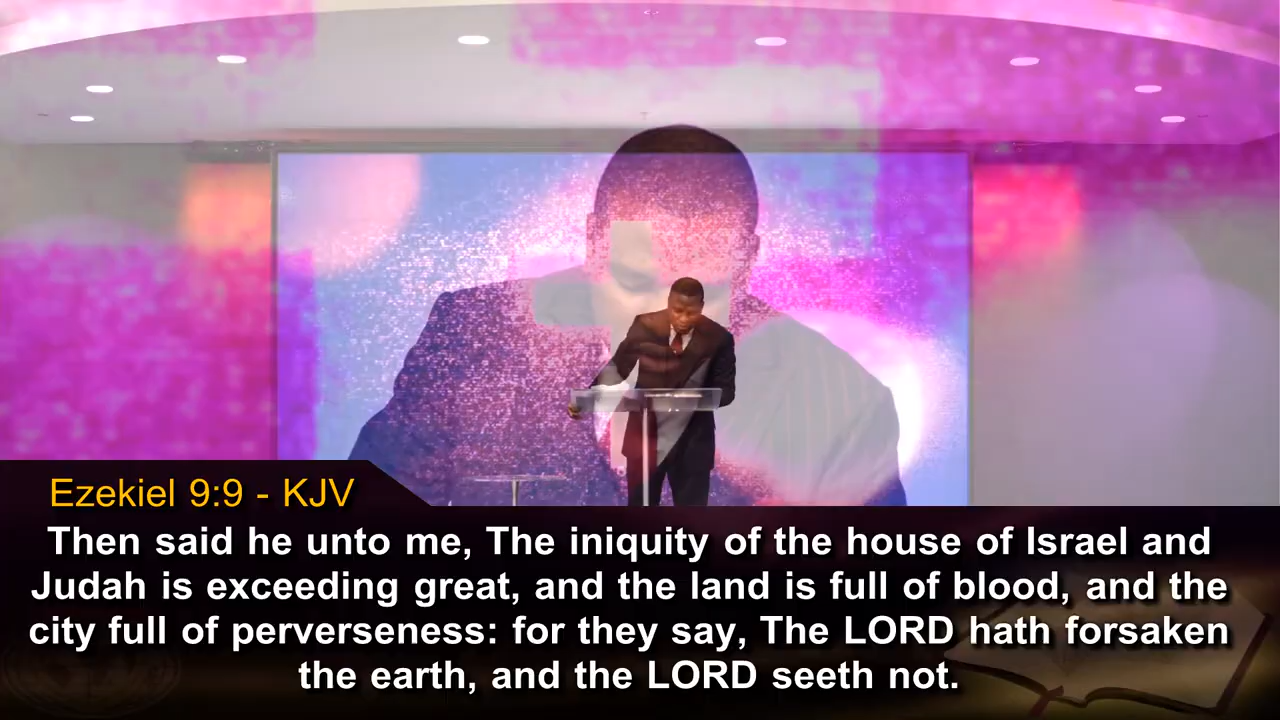 Ezekiel 9:9 - KJV
Then said he unto me, The iniquity of the house of Israel and
Judah is exceeding great, and the land is full of blood, and the
city full of perverseness: for they say, The LORD hath forsaken
the earth, and the LORD seeth not.